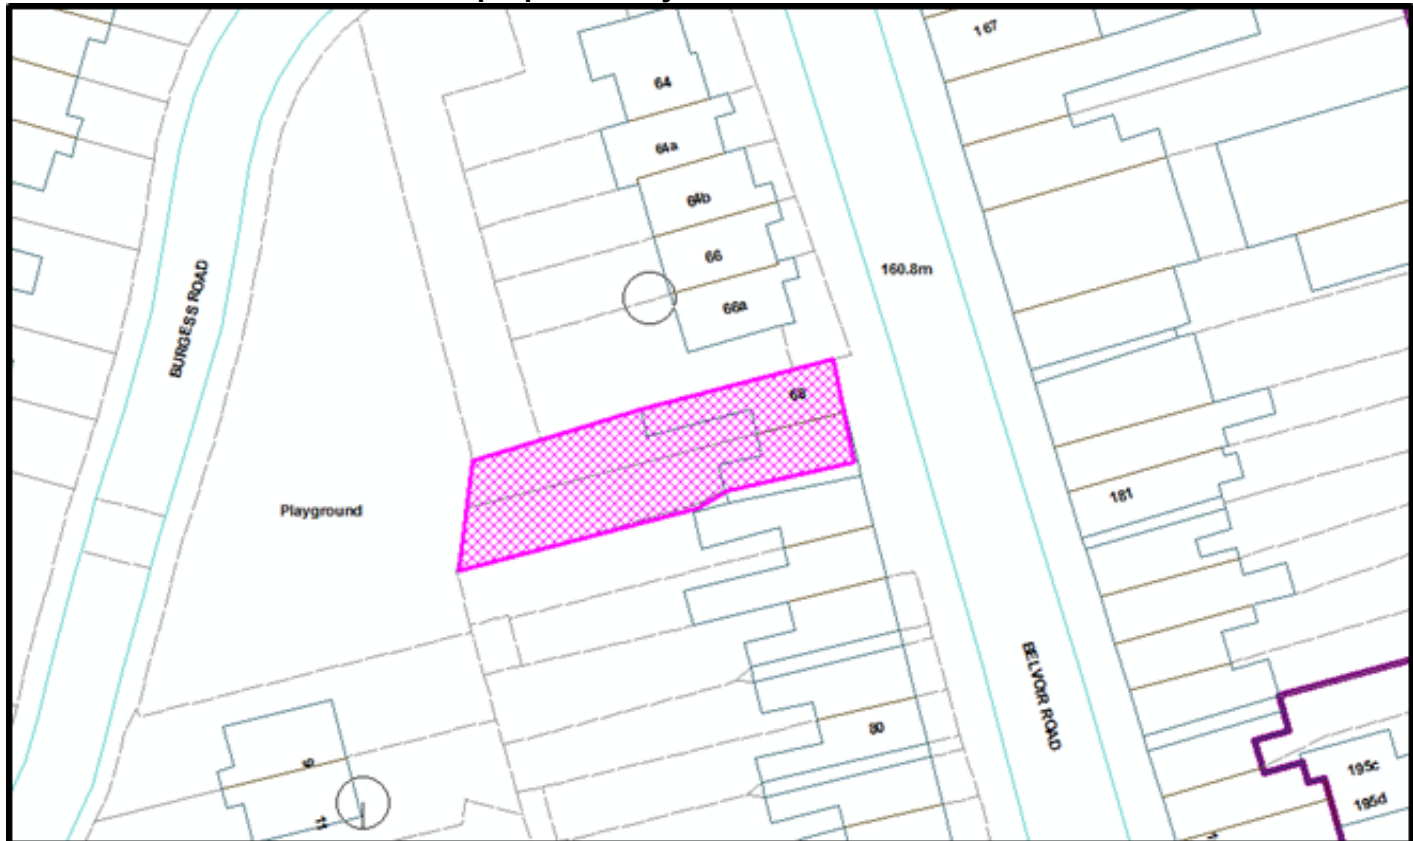 167
64
64a
64b
66
160.8m
66a
BURGESS ROAD
68
181
Playground
BELVOIR ROAD
80
9
195c
195d
11